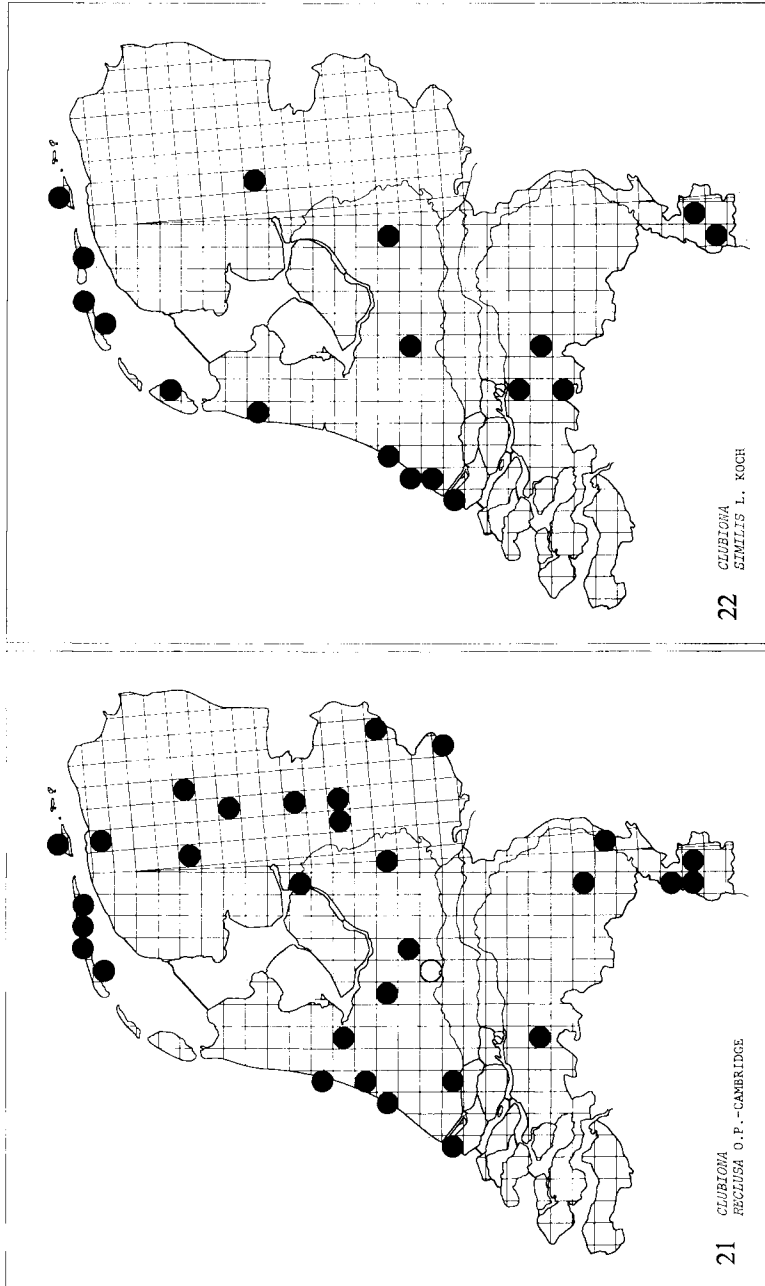 22
CLUBIONA
SIMILIS L. KOCH
21
CLUBIONA
RECLUSA O.P.-CAMBRIDGE